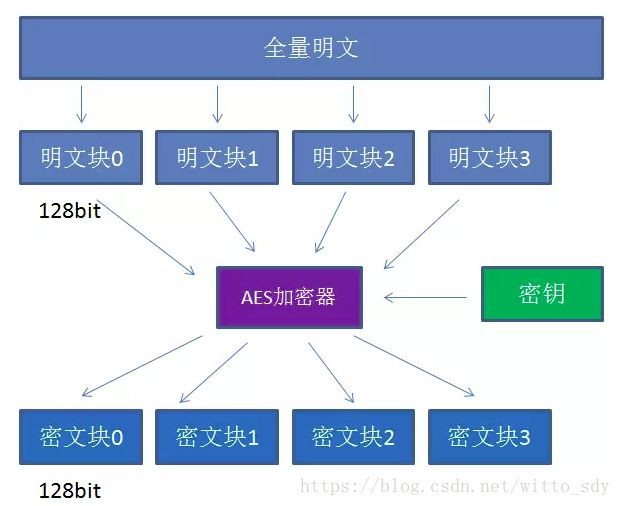 全量明文
明文块0
明文块1
明文块2
明文块3
128bit
AES加密器
密钥
密文块0
密文块1
密文块2
密文块3
128bit
https://blog.csdn.net/witto_sdy